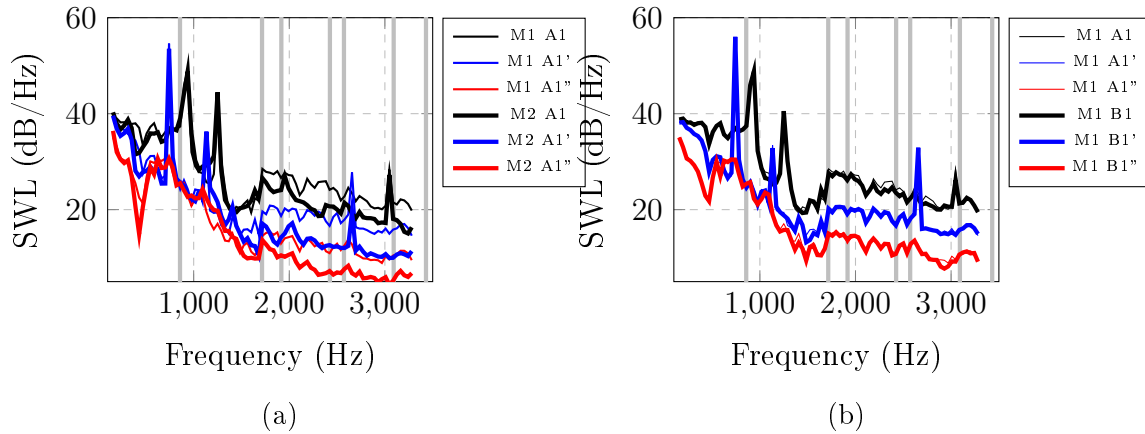 60
40
20
SWL (dB/Hz)
1,000
2,000
3,000
Frequency (Hz)
M1 A1
M1 A1'
M1 A1"
M2 A1
M2 A1'
M2 A1"
(a)
60
40
20
SWL (dB/Hz)
1,000
2,000
3,000
Frequency (Hz)
M1 A1
M1 A1'
M1 A1"
M1 B1
M1 B1'
M1 B1"
(b)